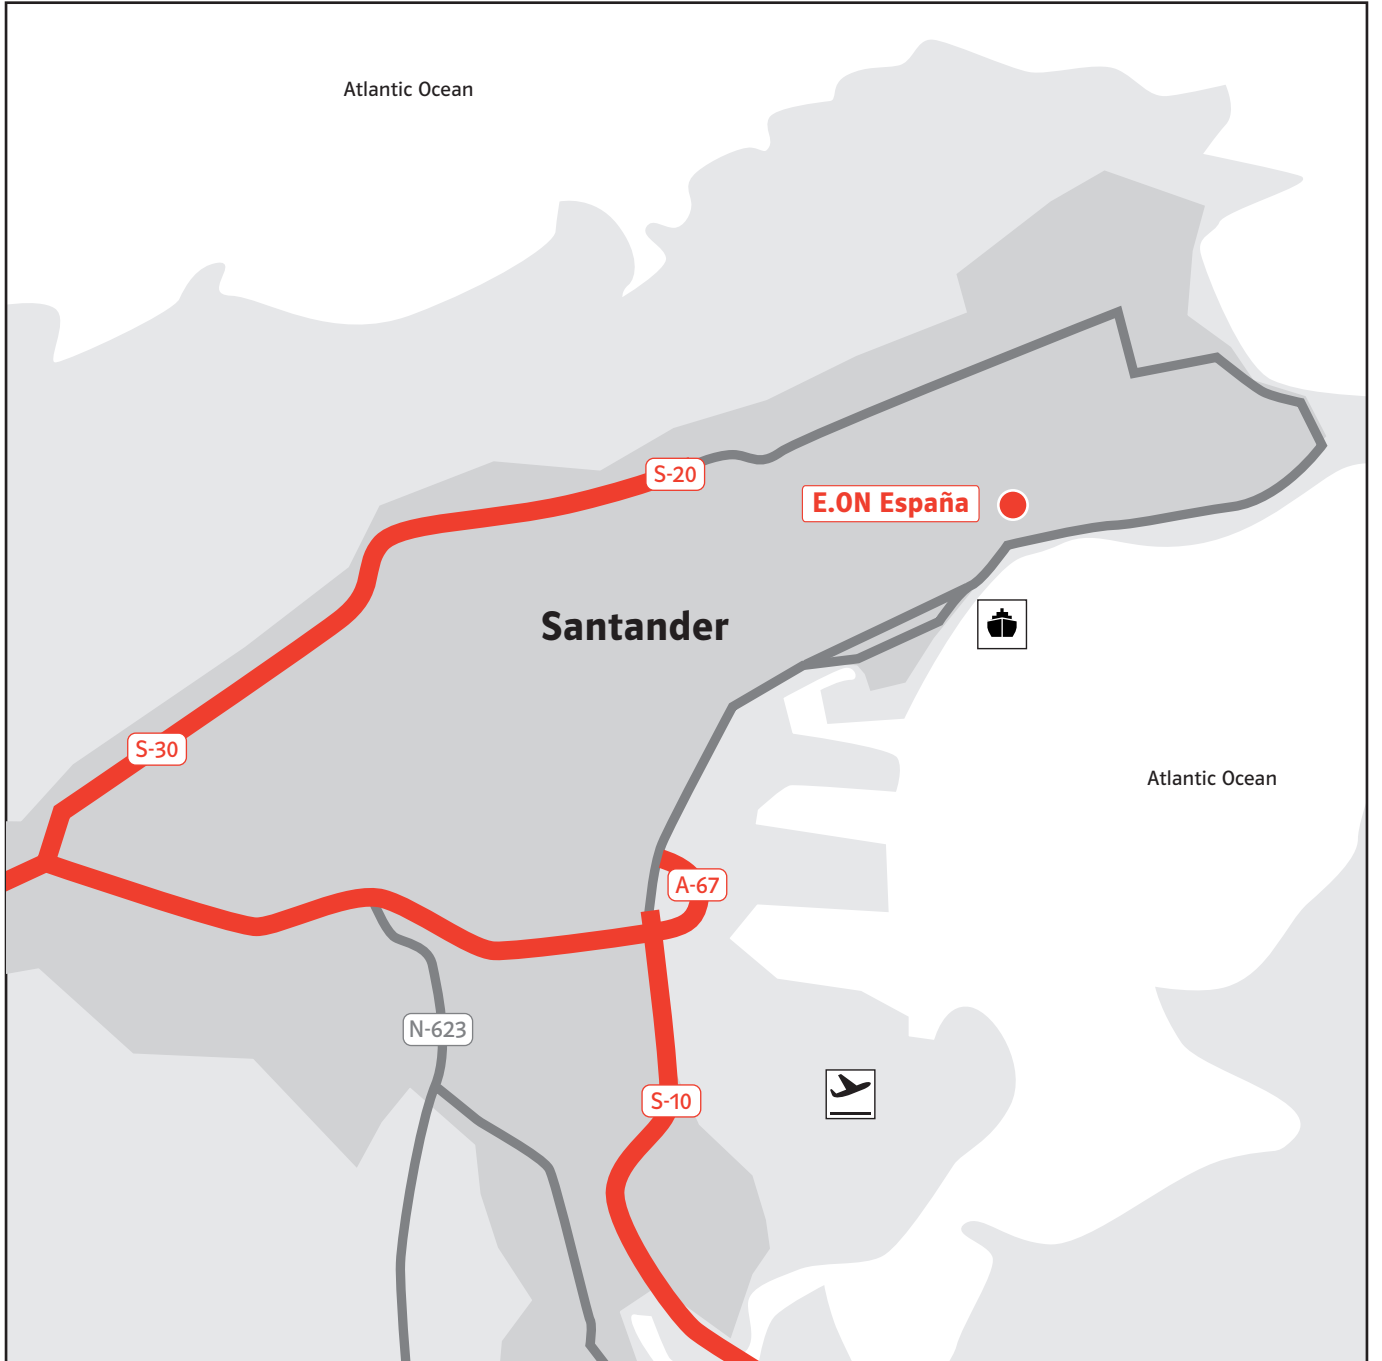 Atlantic Ocean
S-20
E.ON España
Santander
S-30
Atlantic Ocean
A-67
N-623
S-10